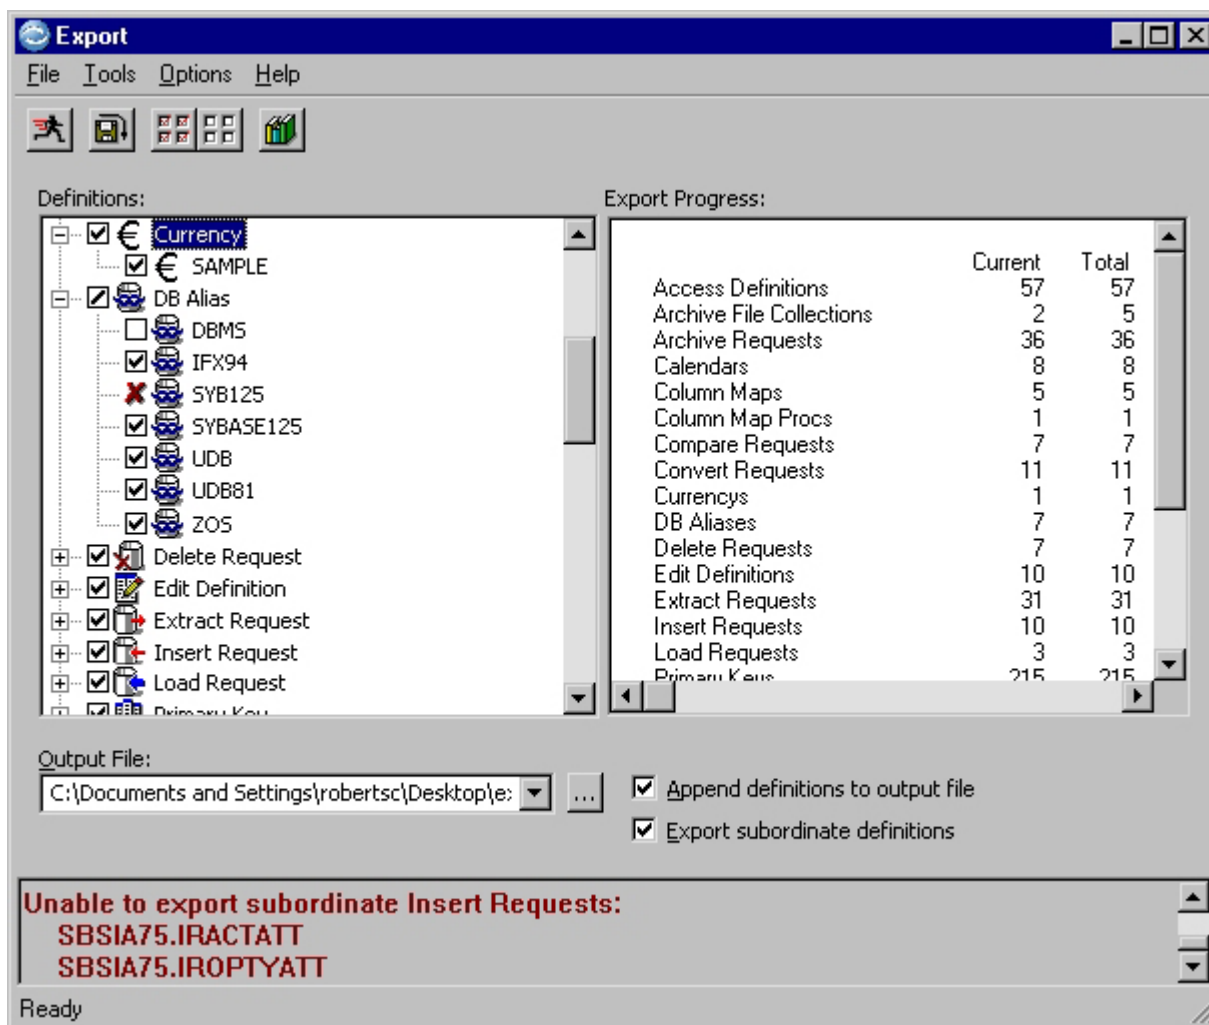 Export
File Tools Options Help
Definitions:
Currency
SAMPLE
DB Alias
DBMS
IFX94
SYB125
SYBASE125
UDB
UDB81
ZOS
Delete Request
Edit Definition
Extract Request
Insert Request
Load Request
Primary Key
Export Progress:
Current Total
Access Definitions 57 57
Archive File Collections 2 5
Archive Requests 36 36
Calendars 8 8
Column Maps 5 5
Column Map Procs 1 1
Compare Requests 7 7
Convert Requests 11 11
Currencys 1 1
DB Aliases 7 7
Delete Requests 7 7
Edit Definitions 10 10
Extract Requests 31 31
Insert Requests 10 10
Load Requests 3 3
Primary Keys 215 215
Output File:
C:\Documents and Settings\robertsc\Desktop\e
...
Append definitions to output file
Export subordinate definitions
Unable to export subordinate Insert Requests:
SBSIA75.IRACTATT
SBSIA75.IROPTYATT
Ready